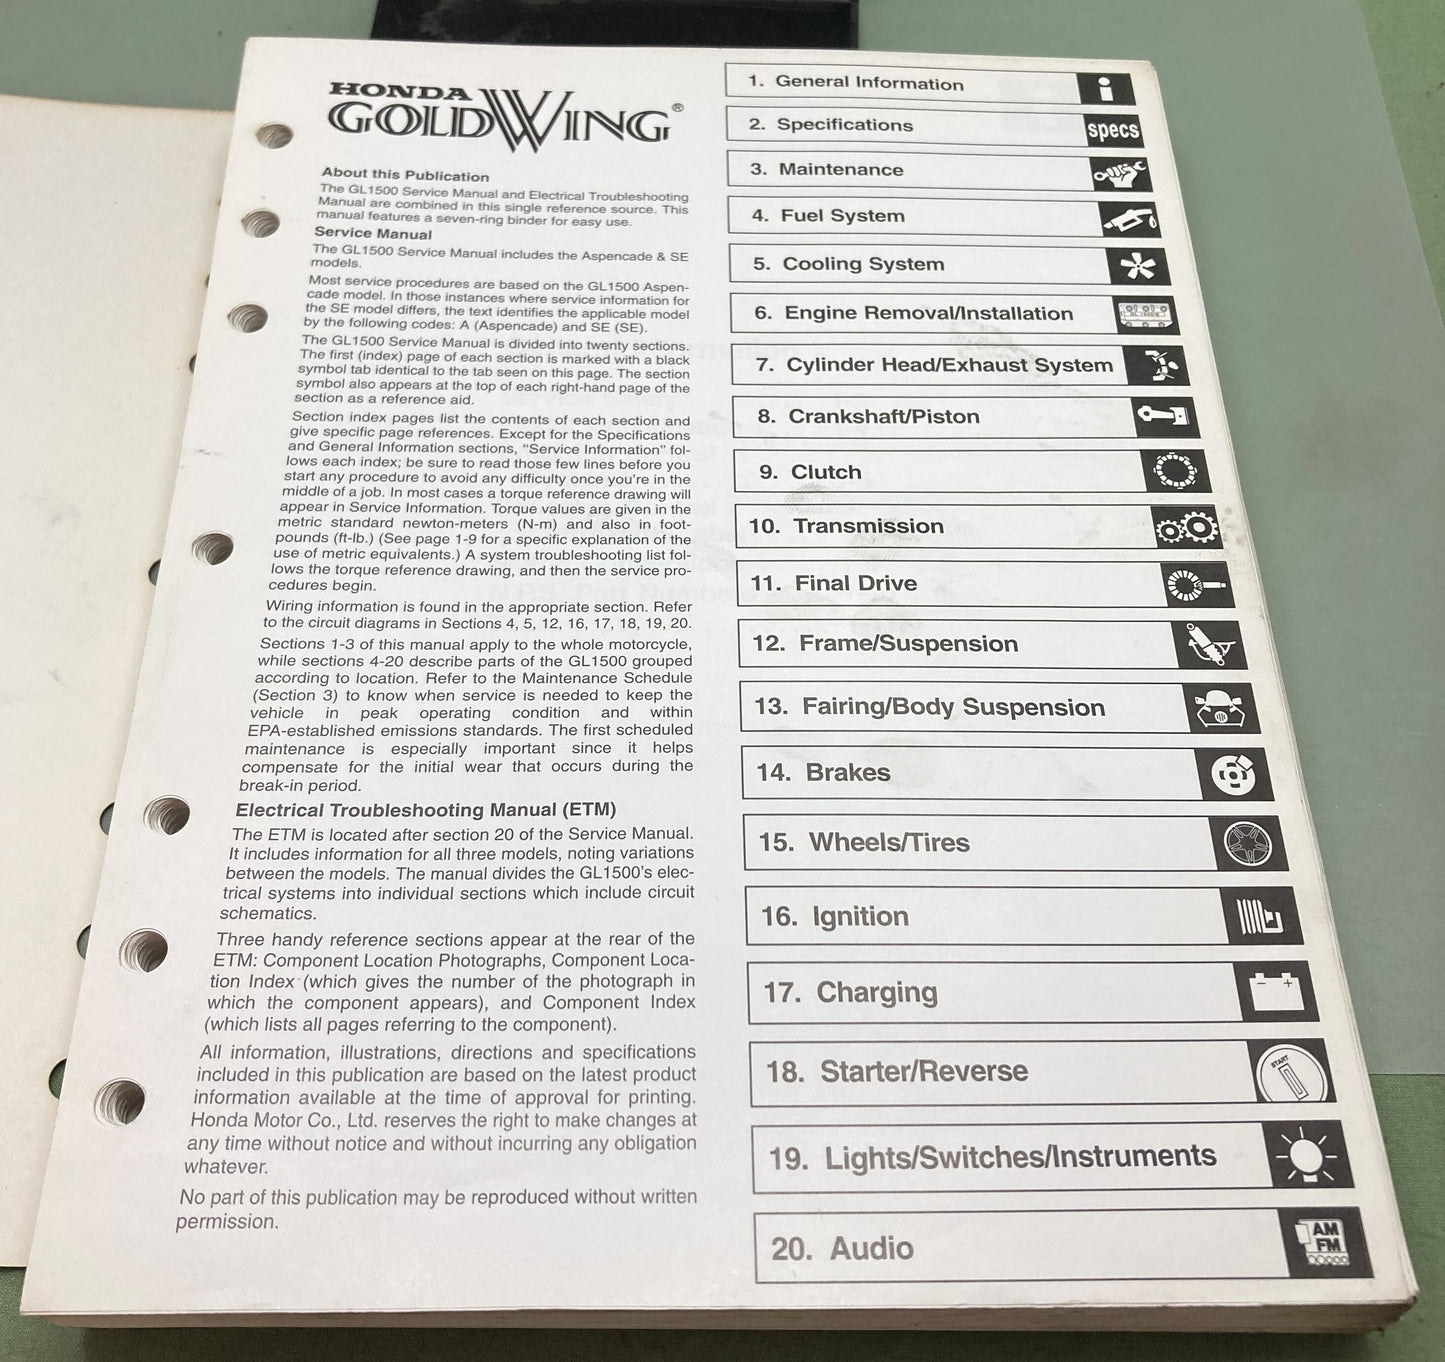 HONDA
GOLDWING®
About this Publication
The GL1500 Service Manual and Electrical Troubleshooting
Manual are combined in this single reference source. This
manual features a seven-ring binder for easy use.
Service Manual
The GL1500 Service Manual includes the Aspencade & SE
models.
Most service procedures are based on the GL1500 Aspen-
cade model. In those instances where service information for
the SE model differs, the text identifies the applicable model
by the following codes: A (Aspencade) and SE (SE).
The GL1500 Service Manual is divided into twenty sections.
The first (index) page of each section is marked with a black
symbol tab identical to the tab seen on this page. The section
symbol also appears at the top of each right-hand page of the
section as a reference aid.
Section index pages list the contents of each section and
give specific page references. Except for the Specifications
and General Information sections, “Service Information” fol-
lows each index; be sure to read those few lines before you
start any procedure to avoid any difficulty once you’re in the
middle of a job. In most cases a torque reference drawing will
appear in Service Information. Torque values are given in the
metric standard newton-meters (N-m) and also in foot-
pounds (ft-lb.) (See page 1-9 for a specific explanation of the
use of metric equivalents.) A system troubleshooting list fol-
lows the torque reference drawing, and then the service pro-
cedures begin.
Wiring information is found in the appropriate section. Refer
to the circuit diagrams in Sections 4, 5, 12, 16, 17, 18, 19, 20.
Sections 1-3 of this manual apply to the whole motorcycle,
while sections 4-20 describe parts of the GL1500 grouped
according to location. Refer to the Maintenance Schedule
(Section 3) to know when service is needed to keep the
vehicle in peak operating condition and within
EPA-established emissions standards. The first scheduled
maintenance is especially important since it helps
compensate for the initial wear that occurs during the
break-in period.
Electrical Troubleshooting Manual (ETM)
The ETM is located after section 20 of the Service Manual.
It includes information for all three models, noting variations
between the models. The manual divides the GL1500’s elec-
trical systems into individual sections which include circuit
schematics.
Three handy reference sections appear at the rear of the
ETM: Component Location Photographs, Component Loca-
tion Index (which gives the number of the photograph in
which the component appears), and Component Index
(which lists all pages referring to the component).
All information, illustrations, directions and specifications
included in this publication are based on the latest product
information available at the time of approval for printing.
Honda Motor Co., Ltd. reserves the right to make changes at
any time without notice and without incurring any obligation
whatever.
No part of this publication may be reproduced without written
permission.
1. General Information i
2. Specifications specs
3. Maintenance
4. Fuel System
5. Cooling System
6. Engine Removal/Installation
7. Cylinder Head/Exhaust System
8. Crankshaft/Piston
9. Clutch
10. Transmission
11. Final Drive
12. Frame/Suspension
13. Fairing/Body Suspension
14. Brakes
15. Wheels/Tires
16. Ignition
17. Charging - +
18. Starter/Reverse START
19. Lights/Switches/Instruments
20. Audio AM
FM